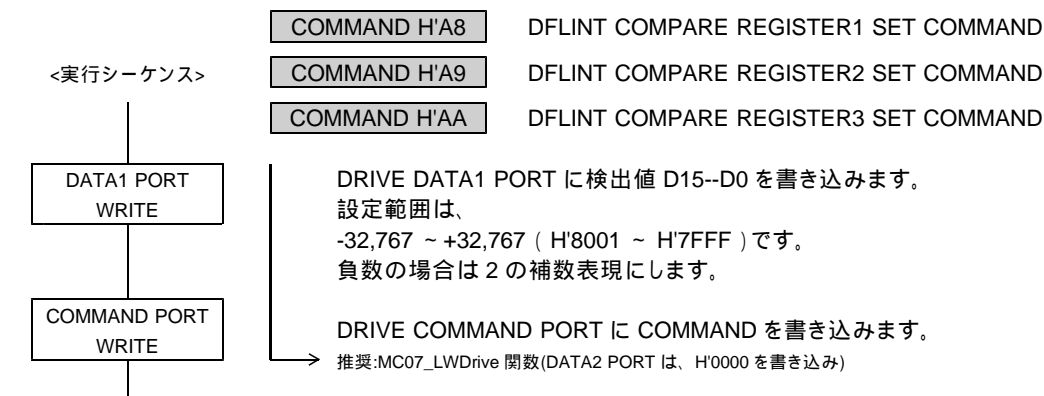 COMMAND H'A8 DFLINT COMPARE REGISTER1 SET COMMAND
<実行シーケンス> COMMAND H'A9 DFLINT COMPARE REGISTER2 SET COMMAND
COMMAND H'AA DFLINT COMPARE REGISTER3 SET COMMAND
DATA1 PORT
WRITE
DRIVE DATA1 PORT に検出値 D15--D0 を書き込みます。
設定範囲は、
-32,767 ~ +32,767 ( H'8001 ~ H'7FFF ) です。
負数の場合は 2 の補数表現にします。
COMMAND PORT
WRITE
DRIVE COMMAND PORT に COMMAND を書き込みます。
推奨:MC07_LWDrive 関数(DATA2 PORT は、H'0000 を書き込み)